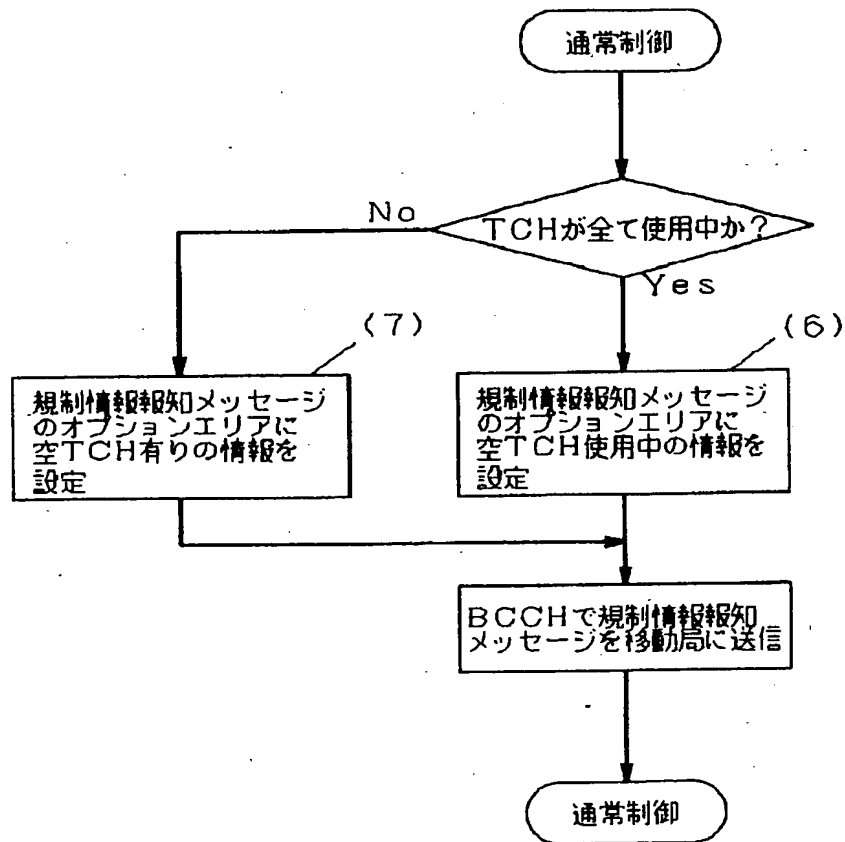 通常制御
TCHが全て使用中か?
No
Yes
(7)
(6)
規制情報報知メッセージ
のオプションエリアに
空TCH有りの情報を
設定
規制情報報知メッセージ
のオプションエリアに
空TCH使用中の情報を
設定
BCCHで規制情報報知
メッセージを移動局に送信
通常制御